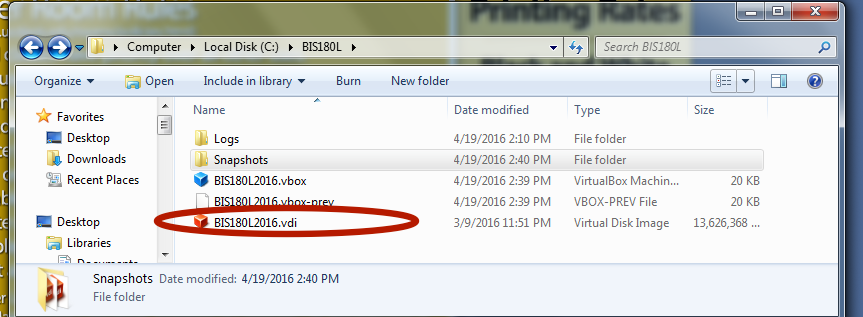 Printing Rates
Black and White
Computer Local Disk (C:) BIS180L Search BIS180L
Organize Open Include in library Burn New folder
Favorites
Desktop
Downloads
Recent Places
Desktop
Libraries
Documents
Name Date modified Type Size
Logs 4/19/2016 2:10 PM File folder
Snapshots 4/19/2016 2:40 PM File folder
BIS180L2016.vbox 4/19/2016 2:39 PM VirtualBox Machin... 20 KB
BIS180L2016.vbox-prev 4/19/2016 2:39 PM VBOX-PREV File 20 KB
BIS180L2016.vdi 3/9/2016 11:51 PM Virtual Disk Image 13,626,368 ...
Snapshots Date modified: 4/19/2016 2:40 PM
File folder